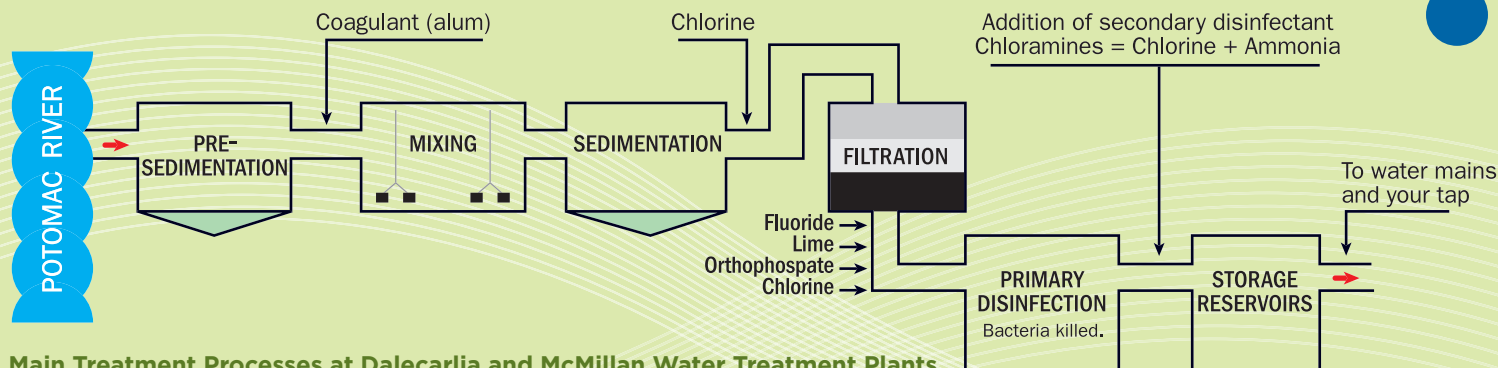 Coagulant (alum)
Chlorine
Addition of secondary disinfectant
Chloramines = Chlorine + Ammonia
POTOMAC RIVER
PRE-
SEDIMENTATION
MIXING
SEDIMENTATION
FILTRATION
To water mains
and your tap
Fluoride
Lime
Orthophospate
Chlorine
PRIMARY
DISINFECTION
Bacteria killed.
STORAGE
RESERVOIRS
Main Treatment Processes at Dalecarlia and McMillan Water Treatment Plants